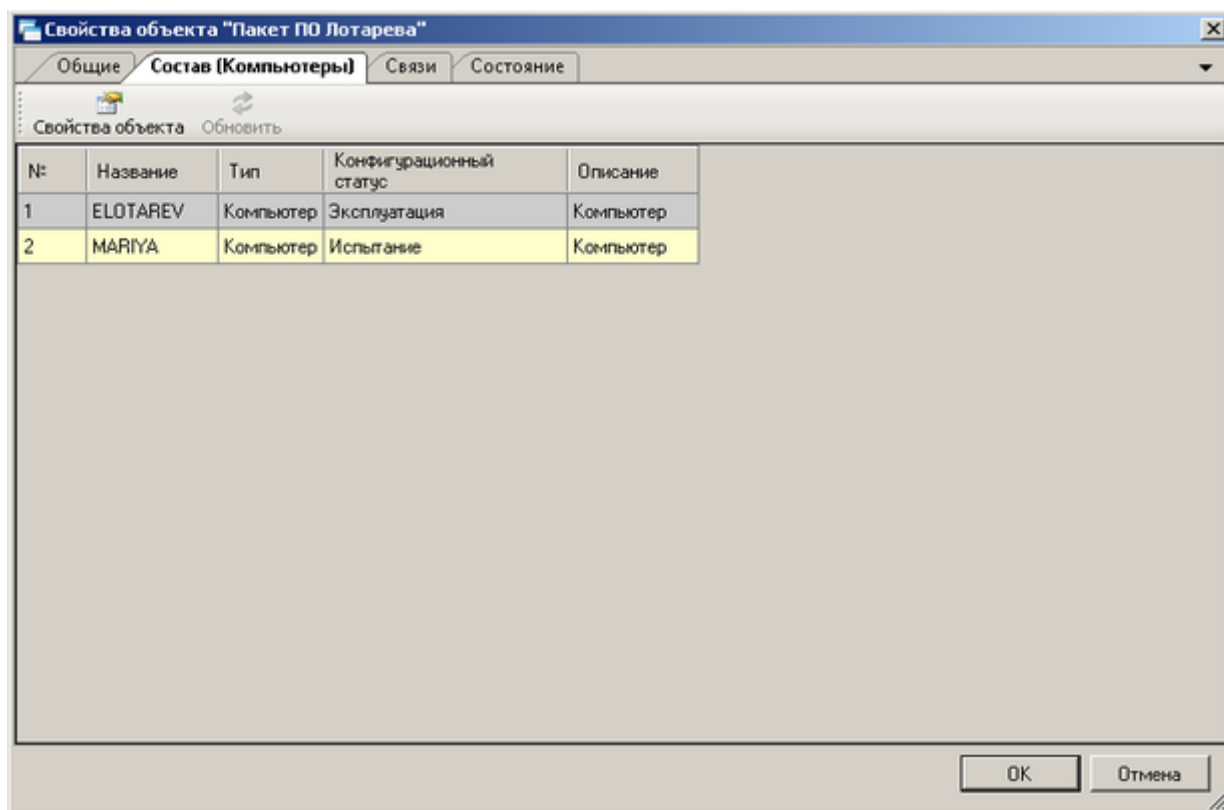 Свойства объекта "Пакет ПО Лотарева"
Общие Состав (Компьютеры) Связи Состояние
Свойства объекта Обновить
№ Название Тип Конфигурационный статус Описание
1 ELOTAREV Компьютер Эксплуатация Компьютер
2 MARIYA Компьютер Испытание Компьютер
OK Отмена